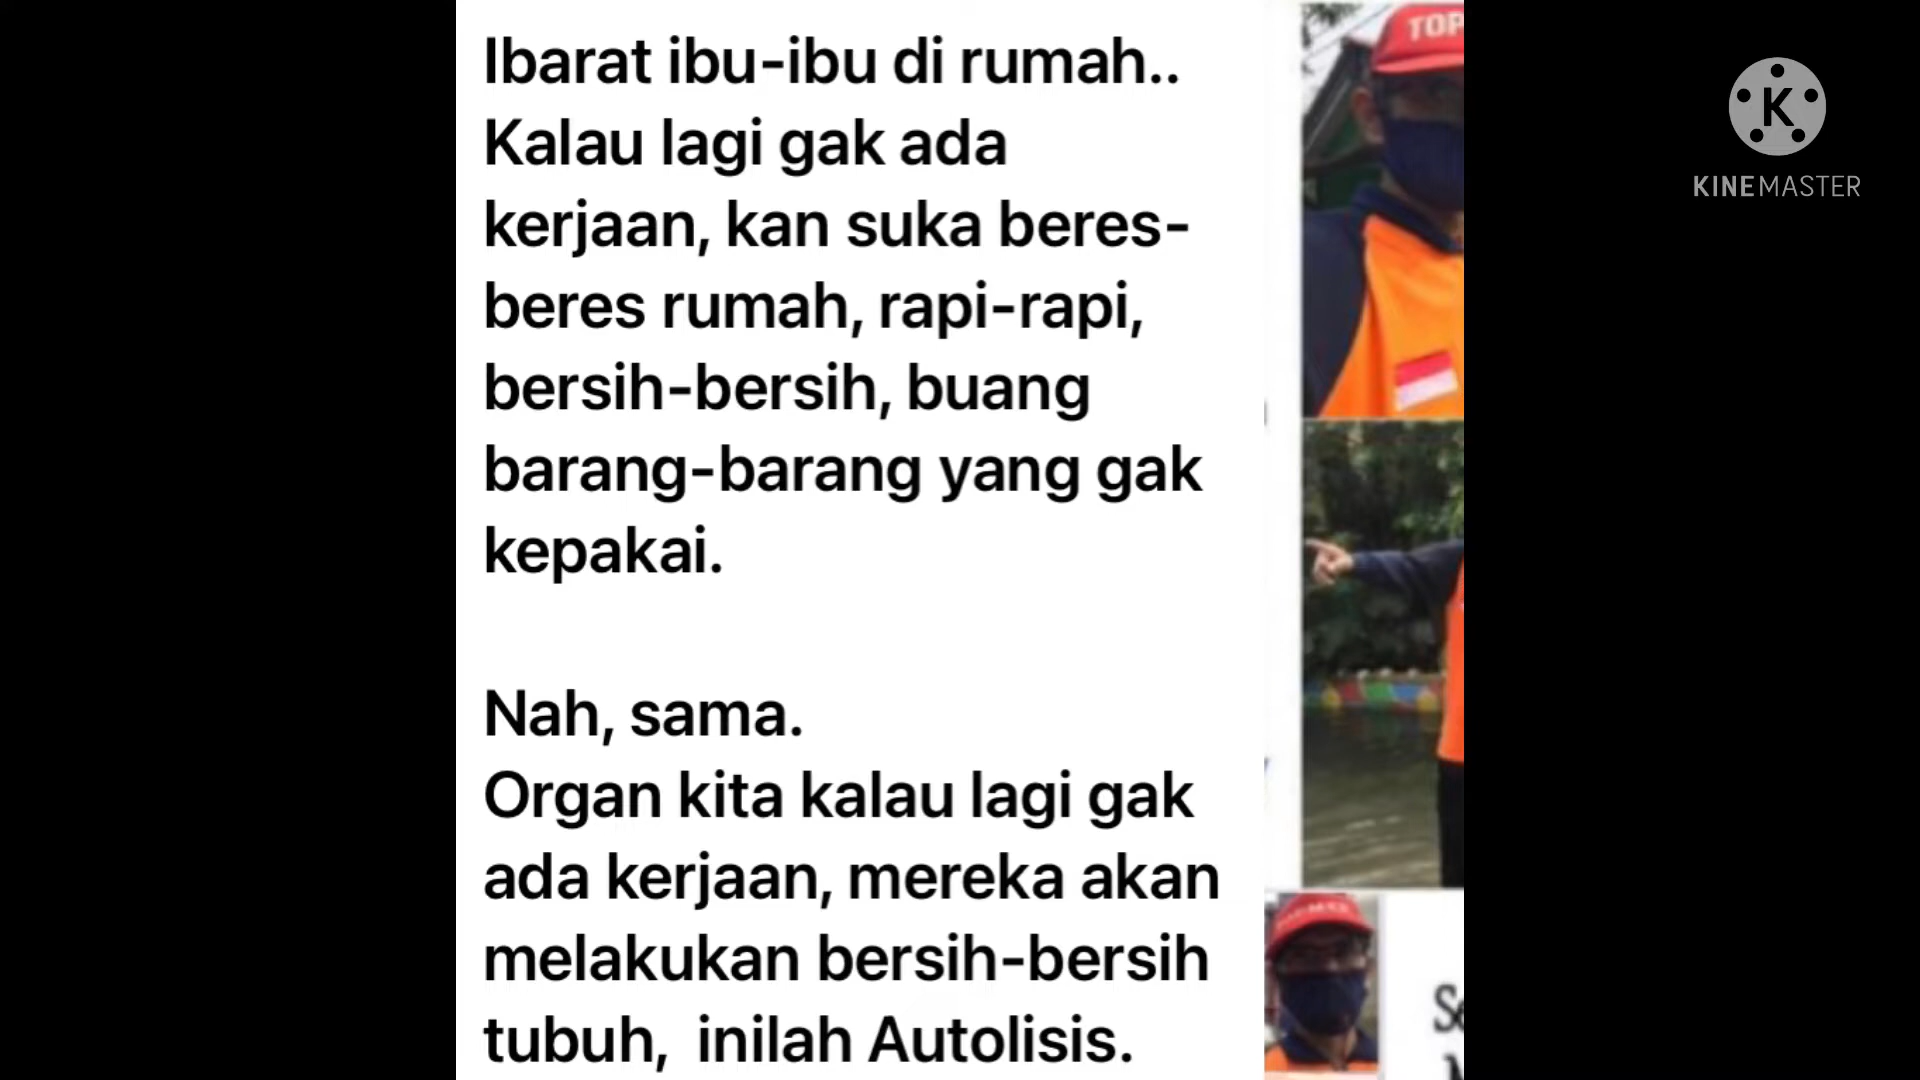 Ibarat ibu-ibu di rumah..
Kalau lagi gak ada
kerjaan, kan suka beres-
beres rumah, rapi-rapi,
bersih-bersih, buang
barang-barang yang gak
kepakai.
Nah, sama.
Organ kita kalau lagi gak
ada kerjaan, mereka akan
melakukan bersih-bersih
tubuh, inilah Autolisis.
TOP
K
KINEMASTER